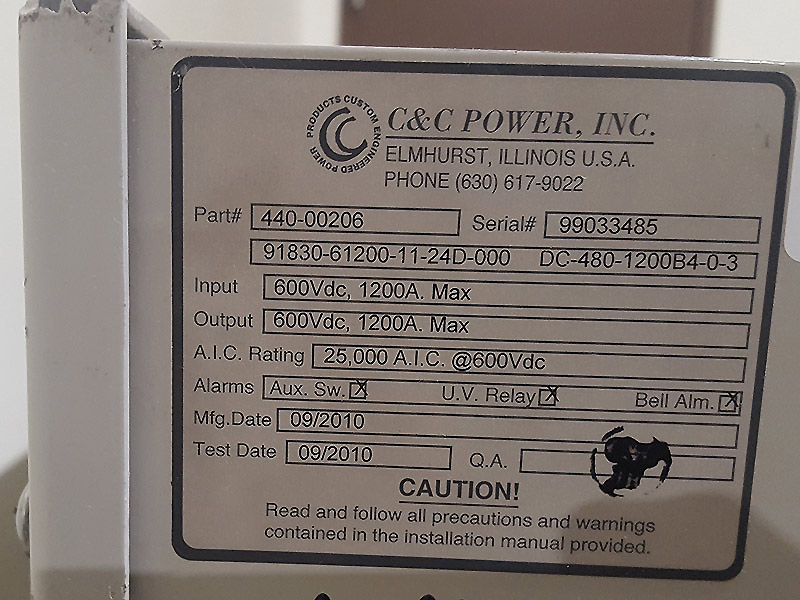 PRODUCTS CUSTOM ENGINEERED POWER
C&C POWER, INC.
ELMHURST, ILLINOIS U.S.A.
PHONE (630) 617-9022
Part# 440-00206 Serial# 99033485
91830-61200-11-24D-000 DC-480-1200B4-0-3
Input 600Vdc, 1200A. Max
Output 600Vdc, 1200A. Max
A.I.C. Rating 25,000 A.I.C. @600Vdc
Alarms Aux. Sw. X U.V. Relay X Bell Alm. X
Mfg.Date 09/2010
Test Date 09/2010 Q.A.
CAUTION!
Read and follow all precautions and warnings
contained in the installation manual provided.